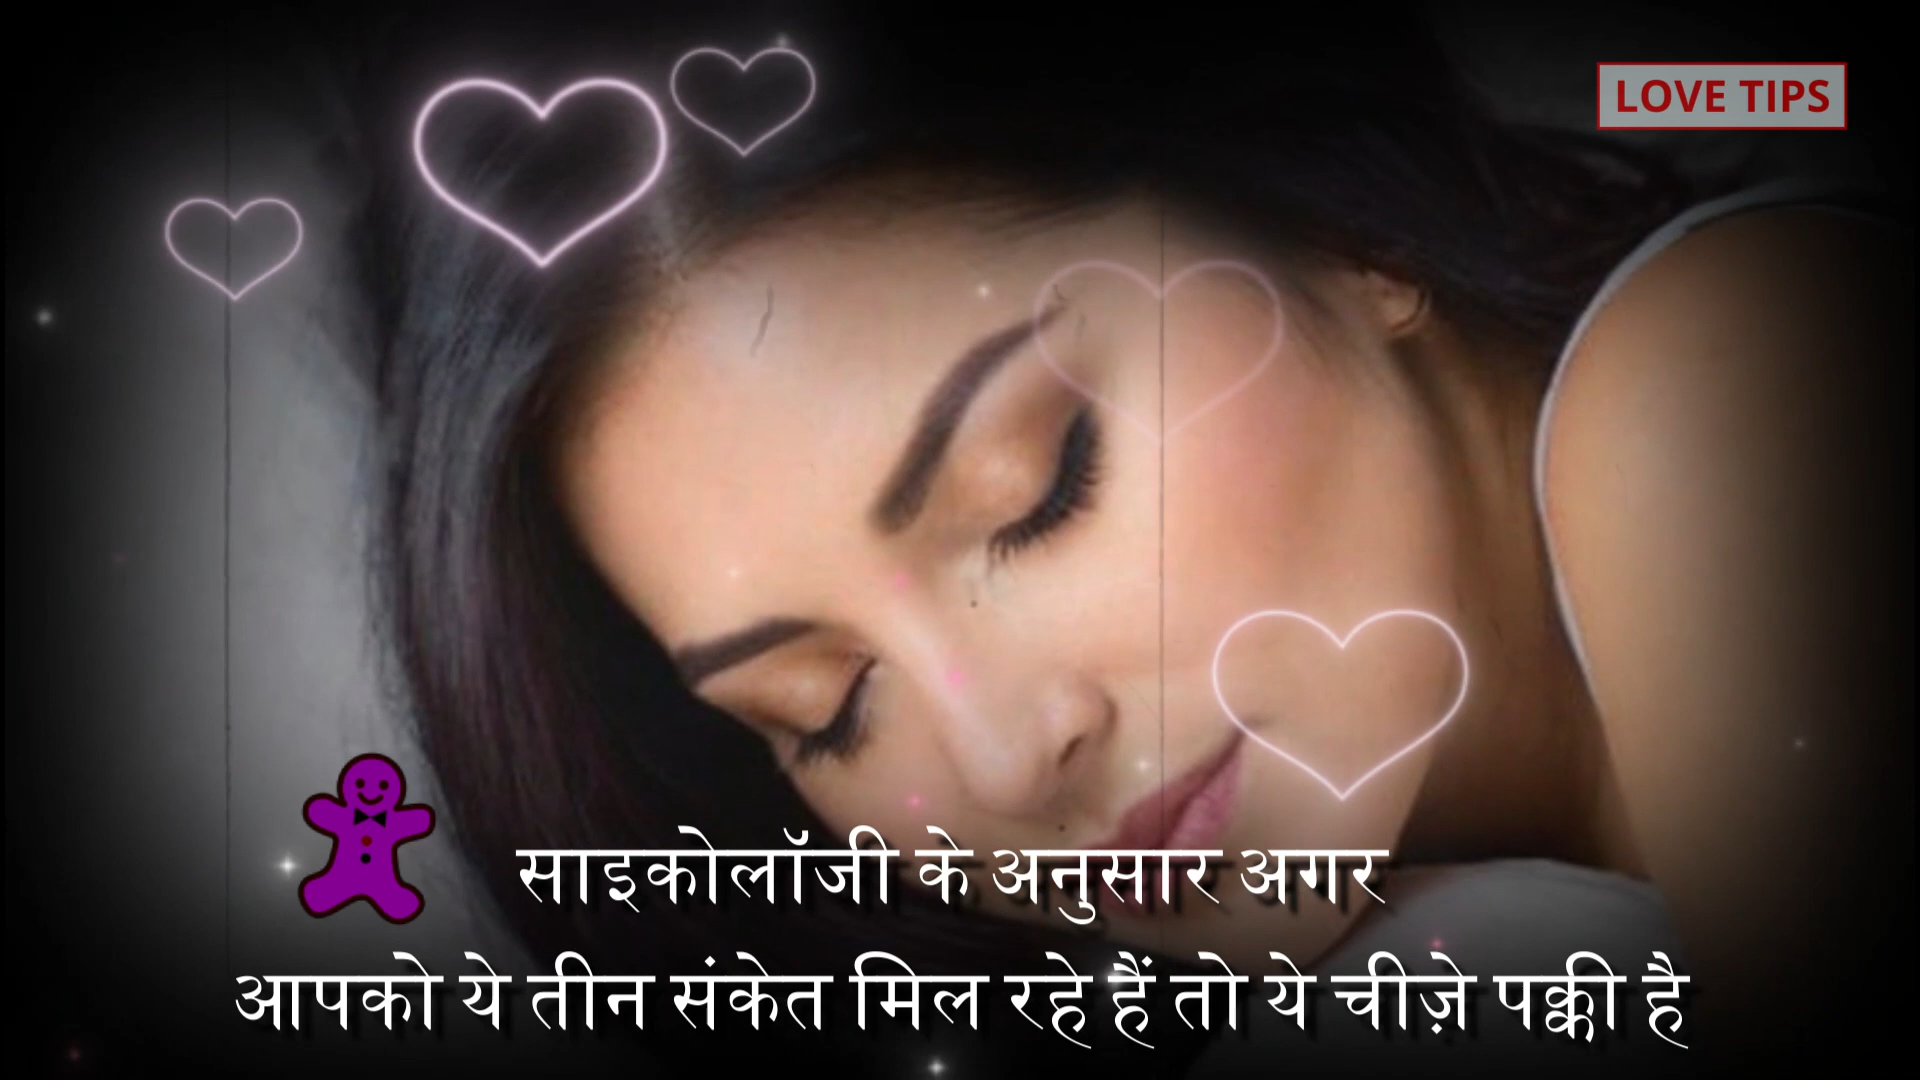 LOVE TIPS
साइकोलॉजी के अनुसार अगर
आपको ये तीन संकेत मिल रहे हैं तो ये चीज़े पक्की है